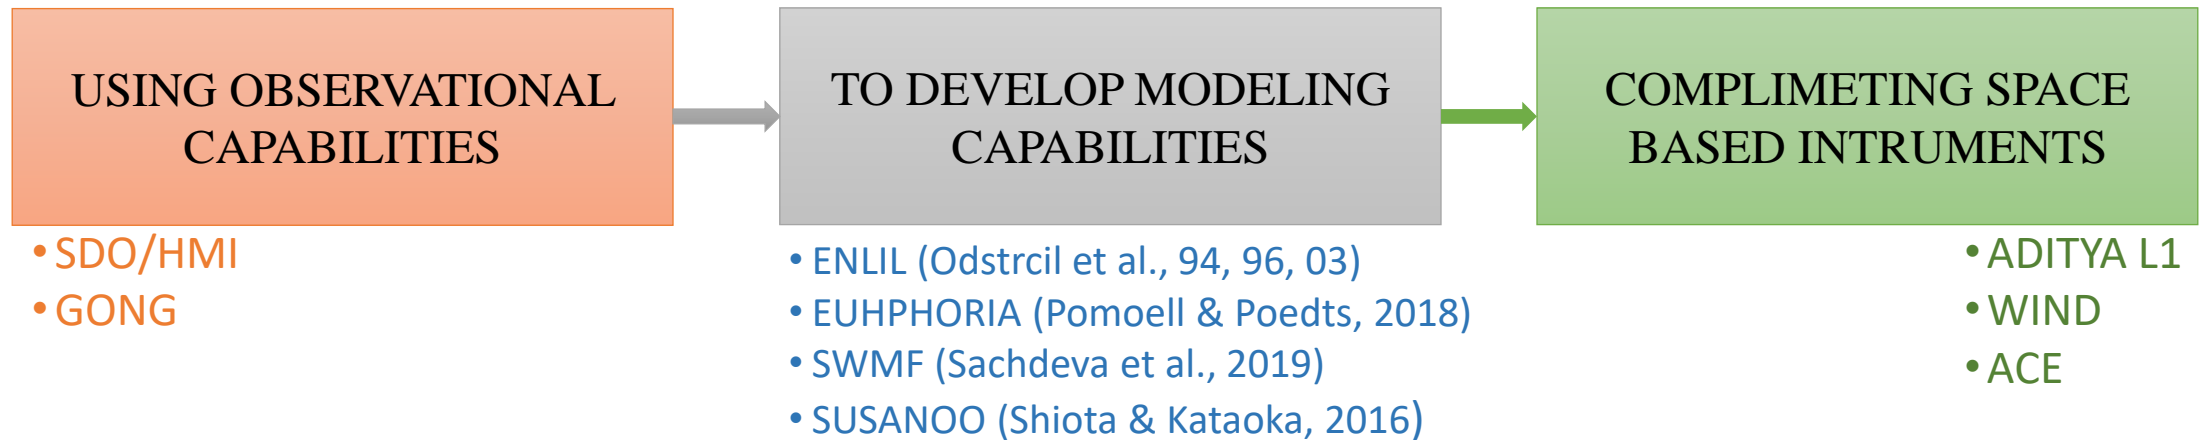 USING OBSERVATIONAL
CAPABILITIES
• SDO/HMI
• GONG
TO DEVELOP MODELING
CAPABILITIES
• ENLIL (Odstrcil et al., 94, 96, 03)
• EUHPHORIA (Pomoell & Poedts, 2018)
• SWMF (Sachdeva et al., 2019)
• SUSANOO (Shiota & Kataoka, 2016)
COMPLIMETING SPACE
BASED INTRUMENTS
• ADITYA L1
• WIND
• ACE